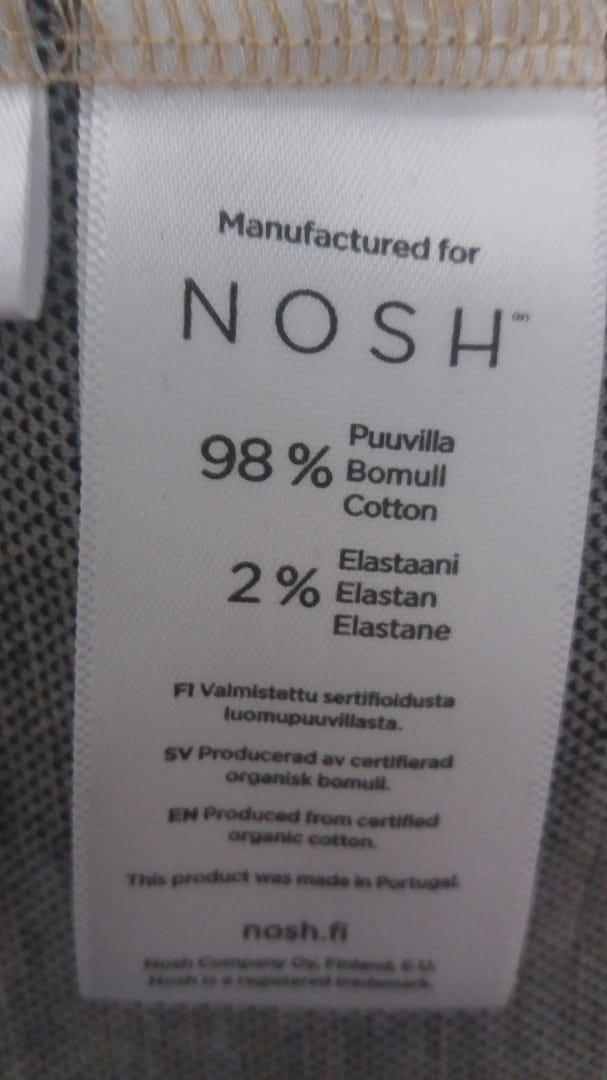 Manufactured for
NOSH
98 % Puuvilla
Bomull
Cotton
2 % Elastaani
Elastan
Elastane
FI Valmistettu sertifioidusta
luomupuuvillasta.
SV Producerad av certifierad
organisk bomull.
EN Produced from certified
organic cotton.
This product was made in Portugal.
nosh.fi
Nosh Company Oy, Finland, E.U.
Nosh is a registered trademark.